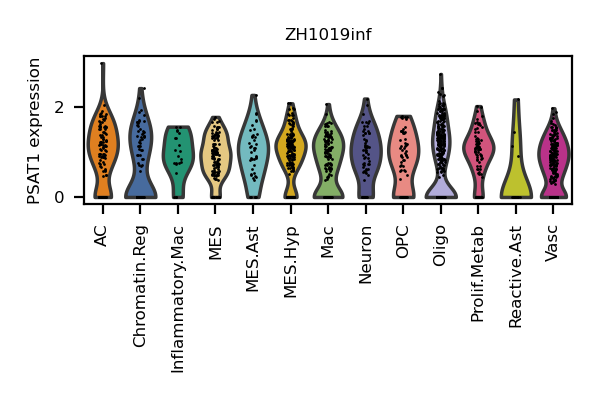 ZH1019inf
PSAT1 expression
2
0
AC
Chromatin.Reg
Inflammatory.Mac
MES
MES.Ast
MES.Hyp
Mac
Neuron
OPC
Oligo
Prolif.Metab
Reactive.Ast
Vasc